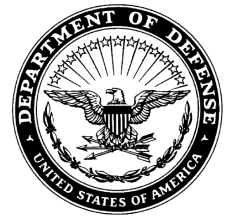 DEPARTMENT OF DEFENSE
UNITED STATES OF AMERICA